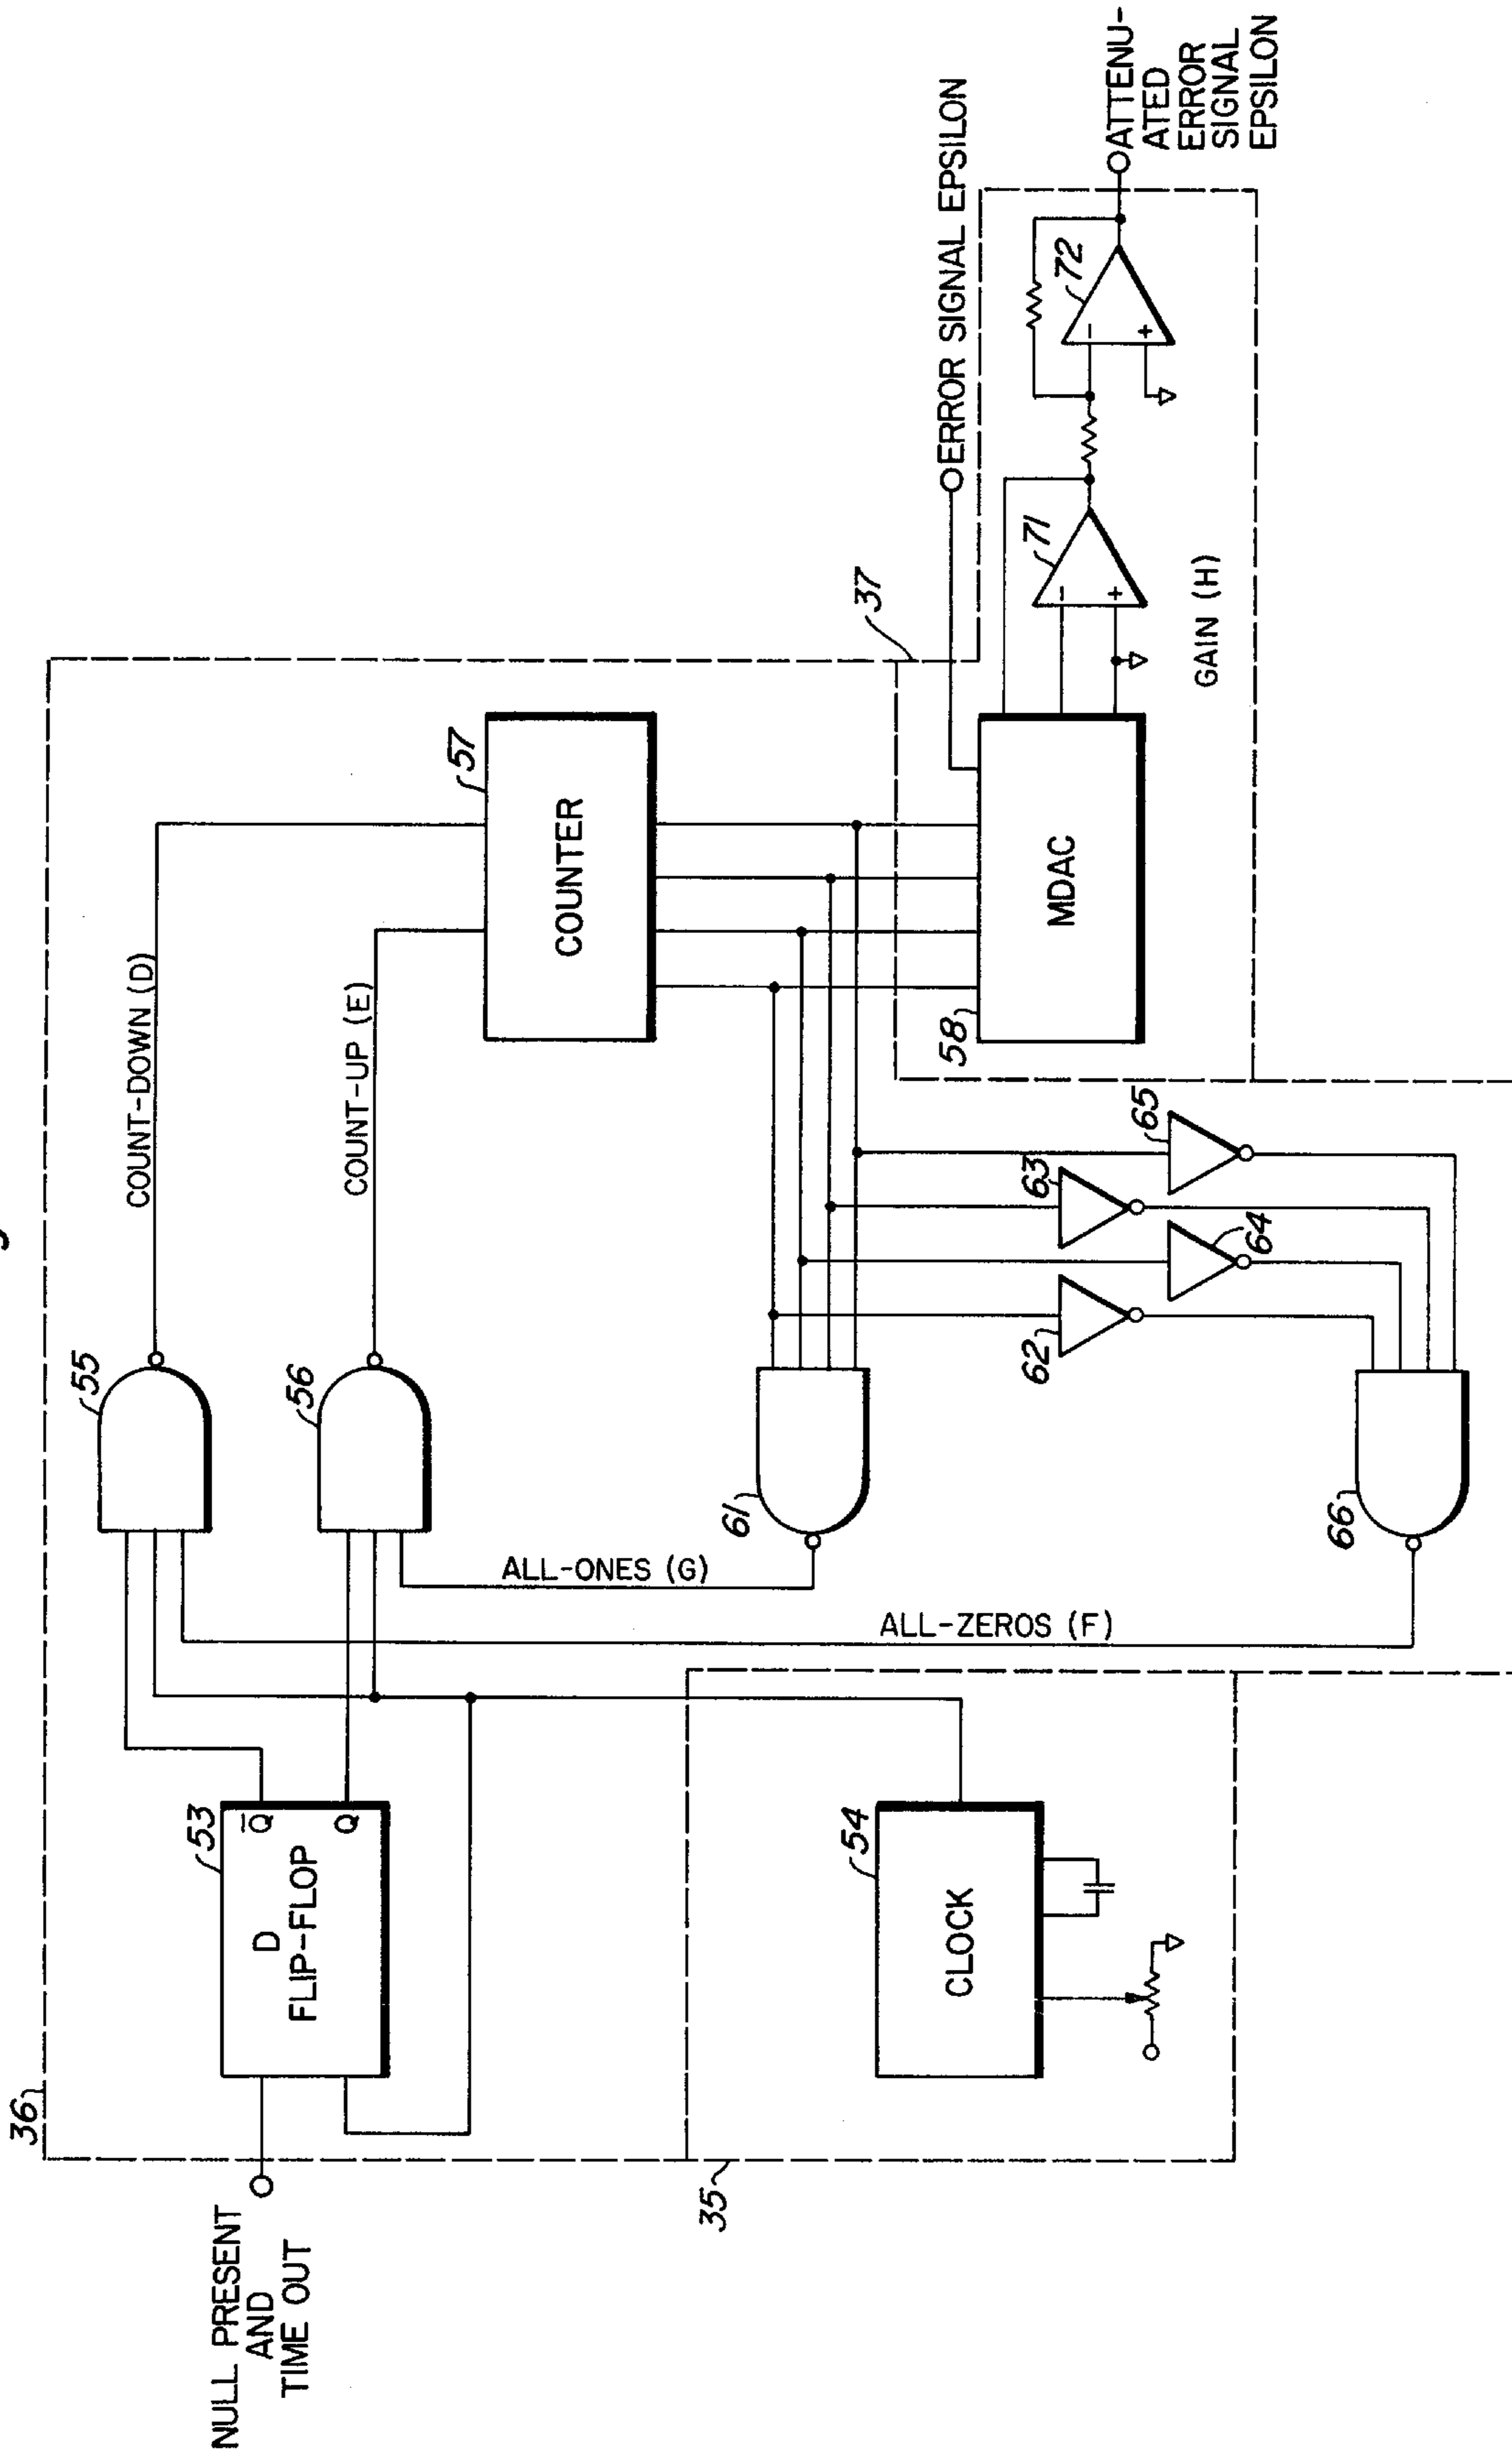 36
NULL PRESENT
AND
TIME OUT
53
D
FLIP-FLOP
Q̅
Q
55
COUNT-DOWN (D)
56
COUNT-UP (E)
57
COUNTER
ALL-ONES (G)
61
ALL-ZEROS (F)
35
54
CLOCK
62
63
64
65
66
37
58
MDAC
ERROR SIGNAL EPSILON
71
-
+
GAIN (H)
72
-
+
ATTENU-
ATED
ERROR
SIGNAL
EPSILON